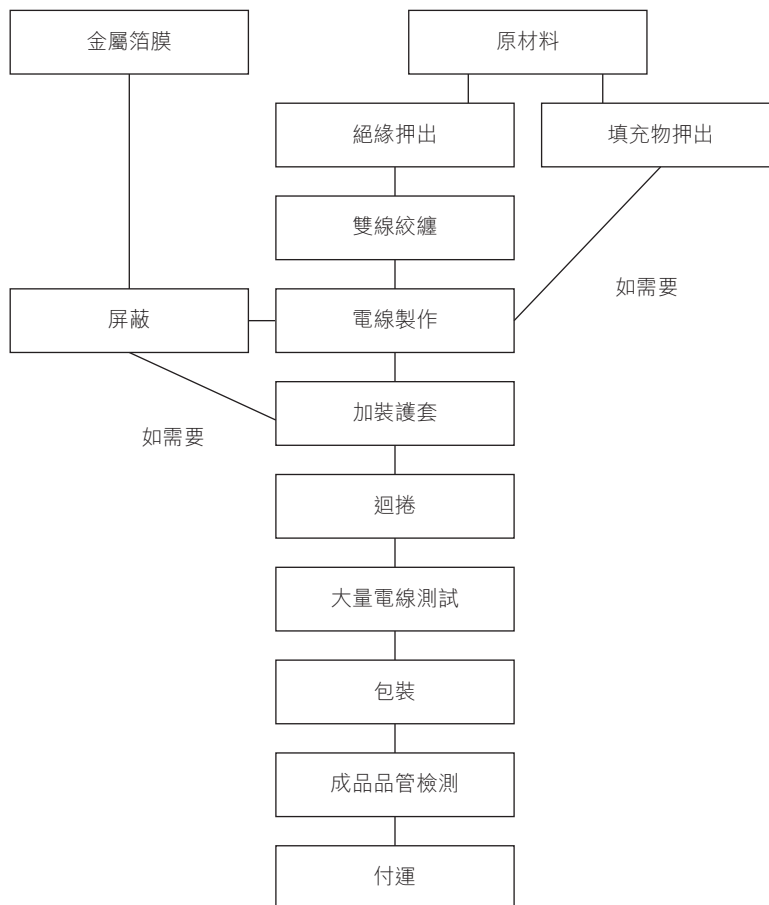 金屬箔膜
原材料
絕緣押出
填充物押出
雙線絞纏
如需要
屏蔽
電線製作
加裝護套
如需要
迴捲
大量電線測試
包裝
成品品管檢測
付運